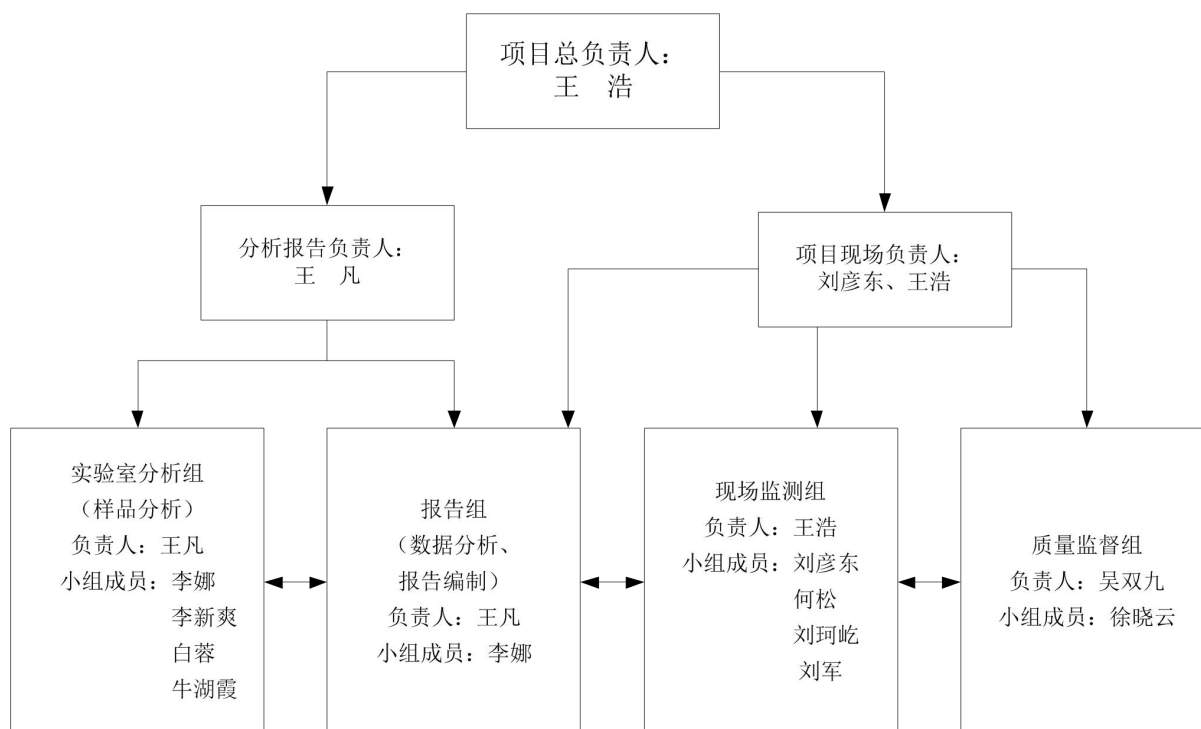 项目总负责人：
王　浩
分析报告负责人：
王　凡
项目现场负责人：
刘彦东、王浩
实验室分析组
（样品分析）
负责人：王凡
小组成员：李娜
李新爽
白蓉
牛湖霞
报告组
（数据分析、
报告编制）
负责人：王凡
小组成员：李娜
现场监测组
负责人：王浩
小组成员：刘彦东
何松
刘珂屹
刘军
质量监督组
负责人：吴双九
小组成员：徐晓云